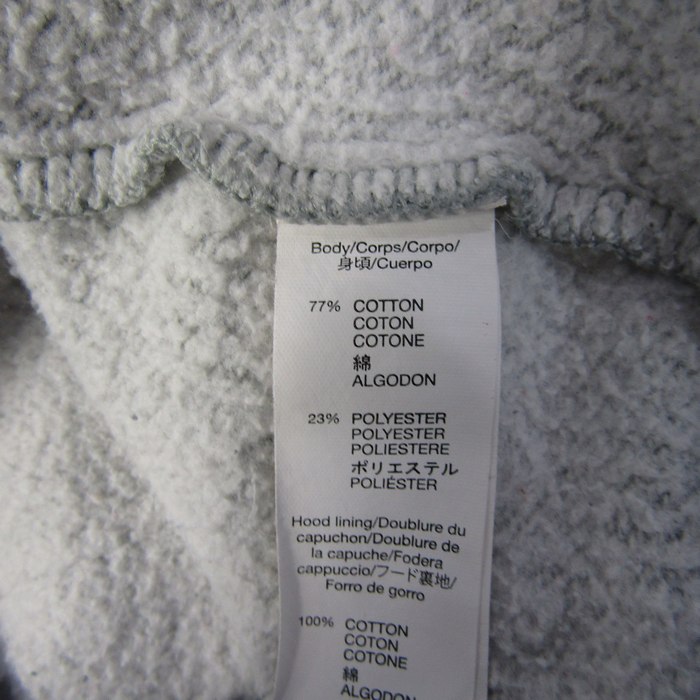 Body/Corps/Corpo/
身頃/Cuerpo
77% COTTON
COTON
COTONE
綿
ALGODON
23% POLYESTER
POLYESTER
POLIESTERE
ポリエステル
POLIÉSTER
Hood lining/Doublure du
capuchon/Doublure de
la capuche/Fodera
cappuccio/フード裏地/
Forro de gorro
100% COTTON
COTON
COTONE
綿
ALGODON